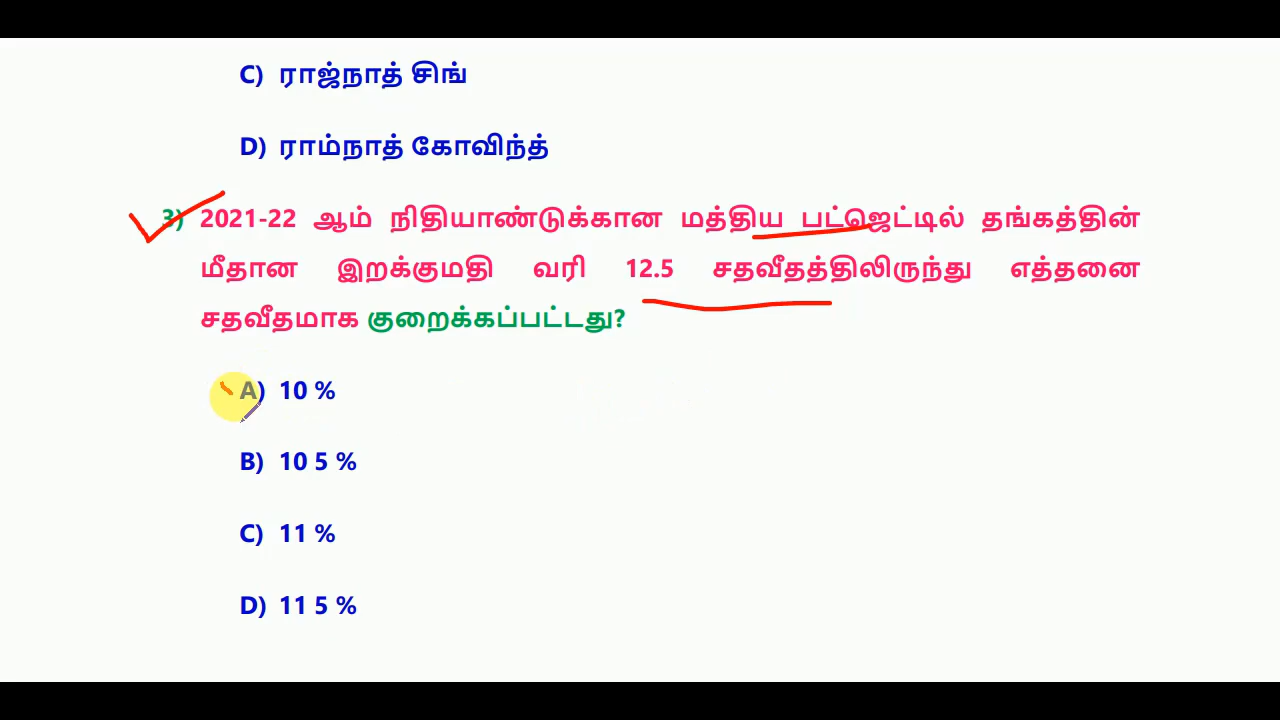 C) ராஜ்நாத் சிங்
D) ராம்நாத் கோவிந்த்
3) 2021-22 ஆம் நிதியாண்டுக்கான மத்திய பட்ஜெட்டில் தங்கத்தின்
மீதான இறக்குமதி வரி 12.5 சதவீதத்திலிருந்து எத்தனை
சதவீதமாக குறைக்கப்பட்டது?
A) 10 %
B) 10 5 %
C) 11 %
D) 11 5 %